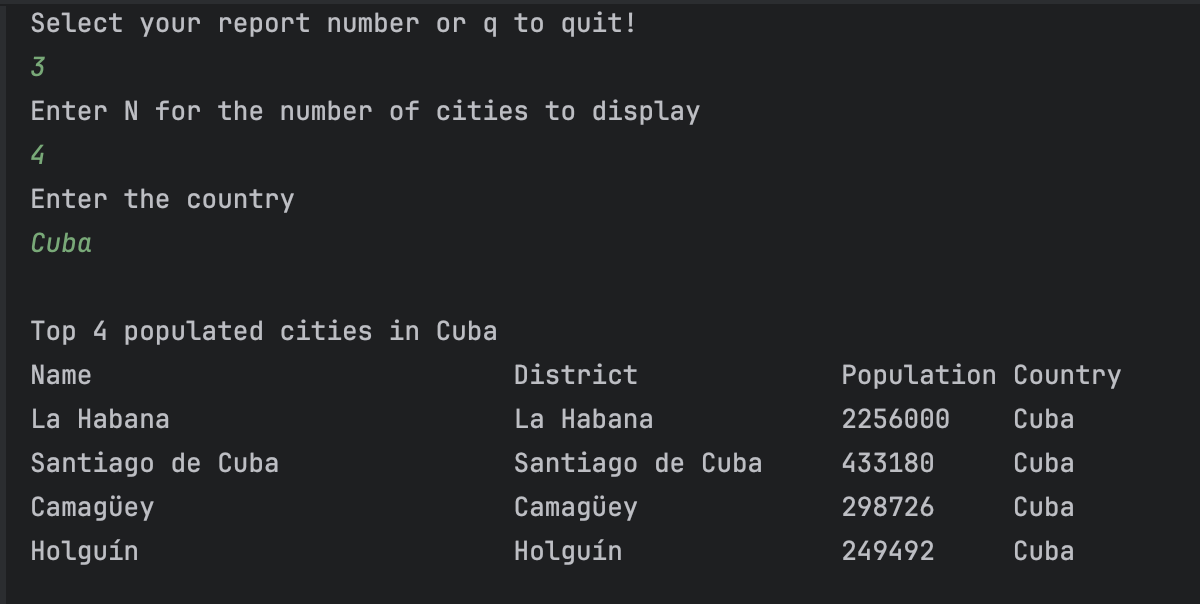 Select your report number or q to quit!
3
Enter N for the number of cities to display
4
Enter the country
Cuba
Top 4 populated cities in Cuba
Name District Population Country
La Habana La Habana 2256000 Cuba
Santiago de Cuba Santiago de Cuba 433180 Cuba
Camagüey Camagüey 298726 Cuba
Holguín Holguín 249492 Cuba